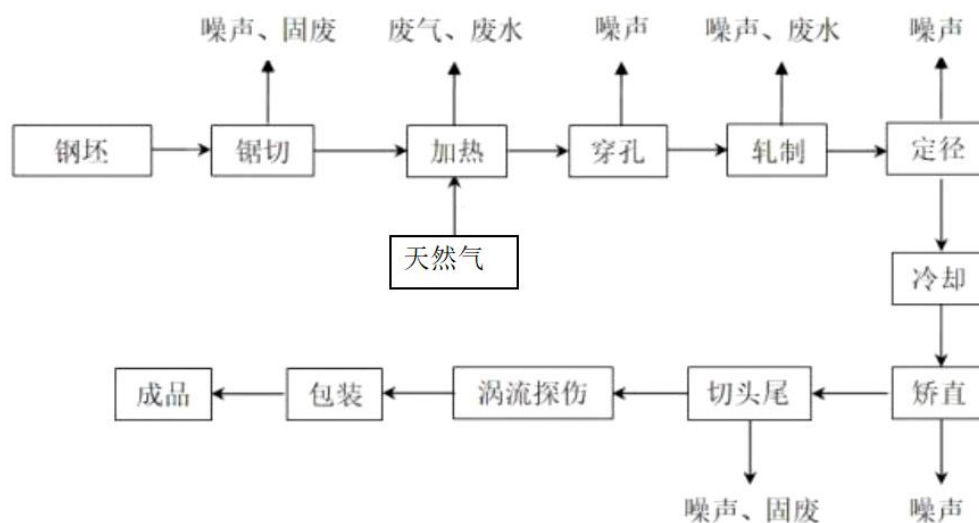 噪声、固废
废气、废水
噪声
噪声、废水
噪声
钢坯
锯切
加热
穿孔
轧制
定径
天然气
冷却
成品
包装
涡流探伤
切头尾
矫直
噪声、固废
噪声